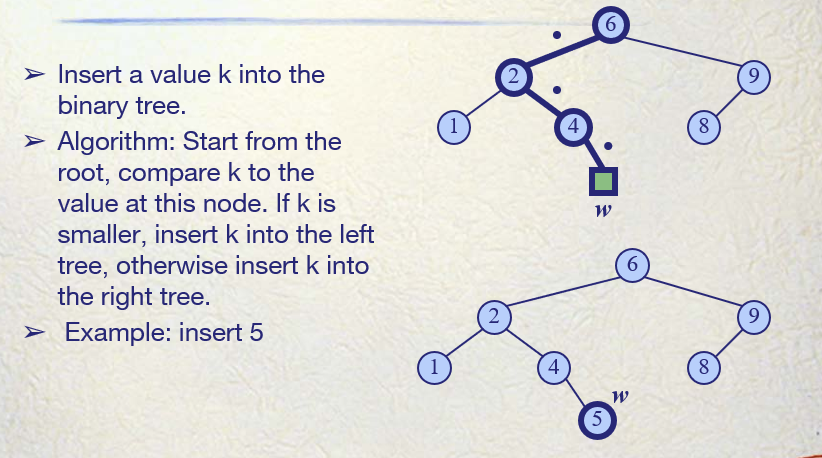 ➢ Insert a value k into the
binary tree.
➢ Algorithm: Start from the
root, compare k to the
value at this node. If k is
smaller, insert k into the left
tree, otherwise insert k into
the right tree.
➢ Example: insert 5
6
2
9
1
4
8
w
6
2
9
1
4
8
w
5